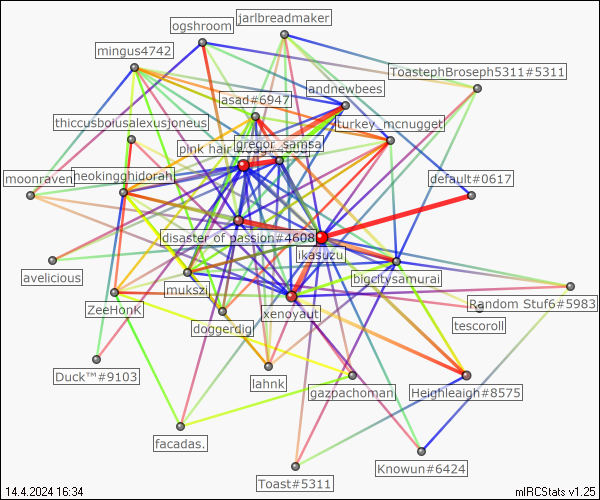 jarlbreadmaker
ogshroom
mingus4742
ToastephBroseph5311#5311
andnewbees
asad#6947
thiccusboiusalexusjoneus
turkey_mcnugget
pink hair
gregor_samsa
moonraven
neokingghidorah
default#0617
disaster of passion#4608
ikasuzu
avelicious
bigcitysamurai
mukszi
ZeeHonK
xenoyaut
Random Stuf6#5983
doggerdig
tescoroll
Duck™#9103
lahnk
gazpachoman
Heighleaigh#8575
facadas.
Knowun#6424
Toast#5311
14.4.2024 16:34
mIRCStats v1.25